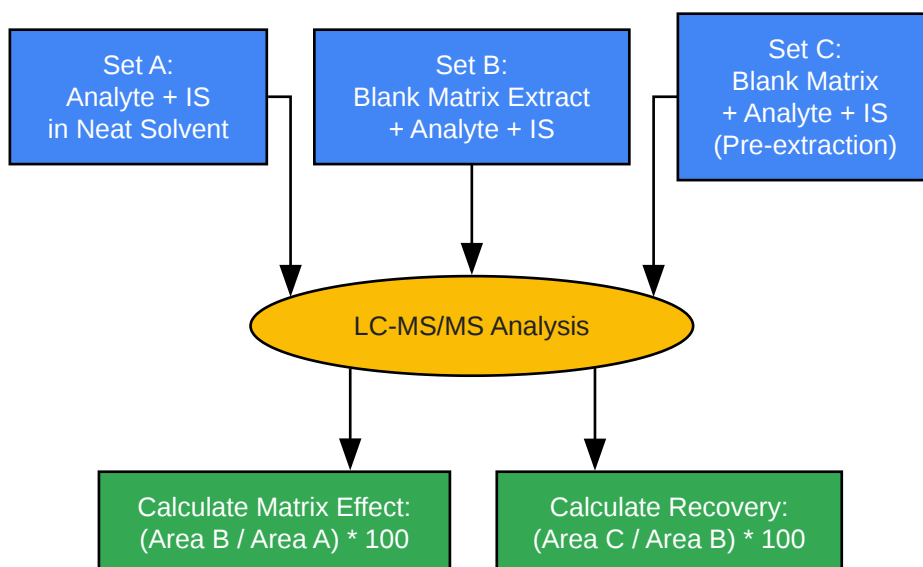 Set A:
Analyte + IS
in Neat Solvent
Set B:
Blank Matrix Extract
+ Analyte + IS
Set C:
Blank Matrix
+ Analyte + IS
(Pre-extraction)
LC-MS/MS Analysis
Calculate Matrix Effect:
(Area B / Area A) * 100
Calculate Recovery:
(Area C / Area B) * 100